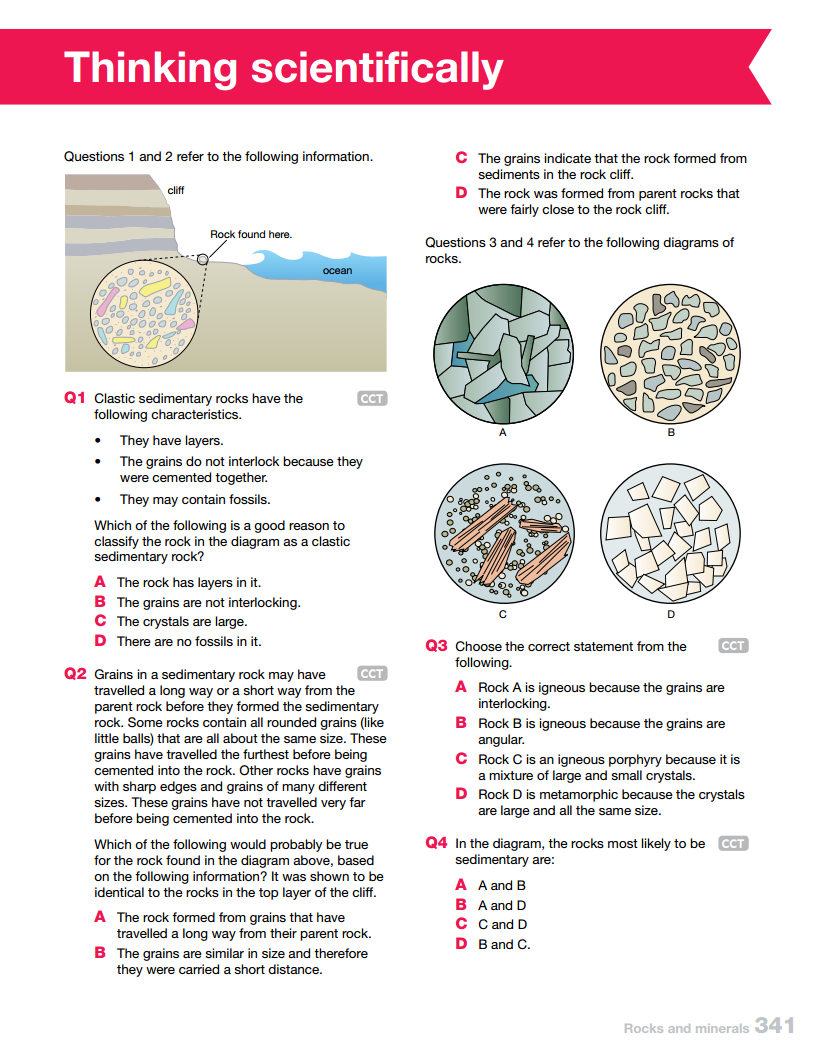 Thinking scientifically
Questions 1 and 2 refer to the following information.
cliff
Rock found here.
ocean
Q1 Clastic sedimentary rocks have the CCT
following characteristics.
• They have layers.
• The grains do not interlock because they
were cemented together.
• They may contain fossils.
Which of the following is a good reason to
classify the rock in the diagram as a clastic
sedimentary rock?
A The rock has layers in it.
B The grains are not interlocking.
C The crystals are large.
D There are no fossils in it.
Q2 Grains in a sedimentary rock may have CCT
travelled a long way or a short way from the
parent rock before they formed the sedimentary
rock. Some rocks contain all rounded grains (like
little balls) that are all about the same size. These
grains have travelled the furthest before being
cemented into the rock. Other rocks have grains
with sharp edges and grains of many different
sizes. These grains have not travelled very far
before being cemented into the rock.
Which of the following would probably be true
for the rock found in the diagram above, based
on the following information? It was shown to be
identical to the rocks in the top layer of the cliff.
A The rock formed from grains that have
travelled a long way from their parent rock.
B The grains are similar in size and therefore
they were carried a short distance.
C The grains indicate that the rock formed from
sediments in the rock cliff.
D The rock was formed from parent rocks that
were fairly close to the rock cliff.
Questions 3 and 4 refer to the following diagrams of
rocks.
A
B
C
D
Q3 Choose the correct statement from the CCT
following.
A Rock A is igneous because the grains are
interlocking.
B Rock B is igneous because the grains are
angular.
C Rock C is an igneous porphyry because it is
a mixture of large and small crystals.
D Rock D is metamorphic because the crystals
are large and all the same size.
Q4 In the diagram, the rocks most likely to be CCT
sedimentary are:
A A and B
B A and D
C C and D
D B and C.
Rocks and minerals 341